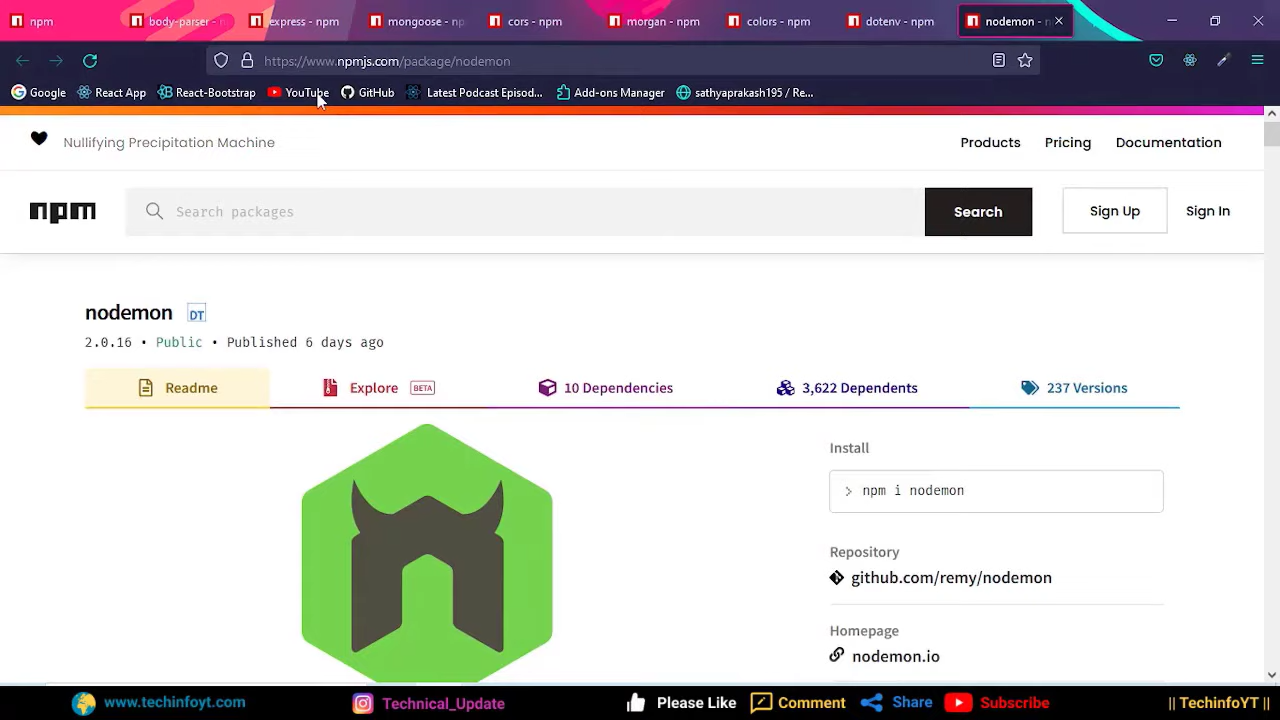 npm
body-parser - n
express - npm
mongoose - npm
cors - npm
morgan - npm
colors - npm
dotenv - npm
nodemon - n
https://www.npmjs.com/package/nodemon
Google
React App
React-Bootstrap
YouTube
GitHub
Latest Podcast Episod...
Add-ons Manager
sathyaprakash195 / Re...
Nullifying Precipitation Machine
Products
Pricing
Documentation
npm
Search packages
Search
Sign Up
Sign In
nodemon DT
2.0.16 • Public • Published 6 days ago
Readme
Explore BETA
10 Dependencies
3,622 Dependents
237 Versions
Install
> npm i nodemon
Repository
github.com/remy/nodemon
Homepage
nodemon.io
www.techinfoyt.com
Technical_Update
Please Like
Comment
Share
Subscribe
|| TechinfoYT ||